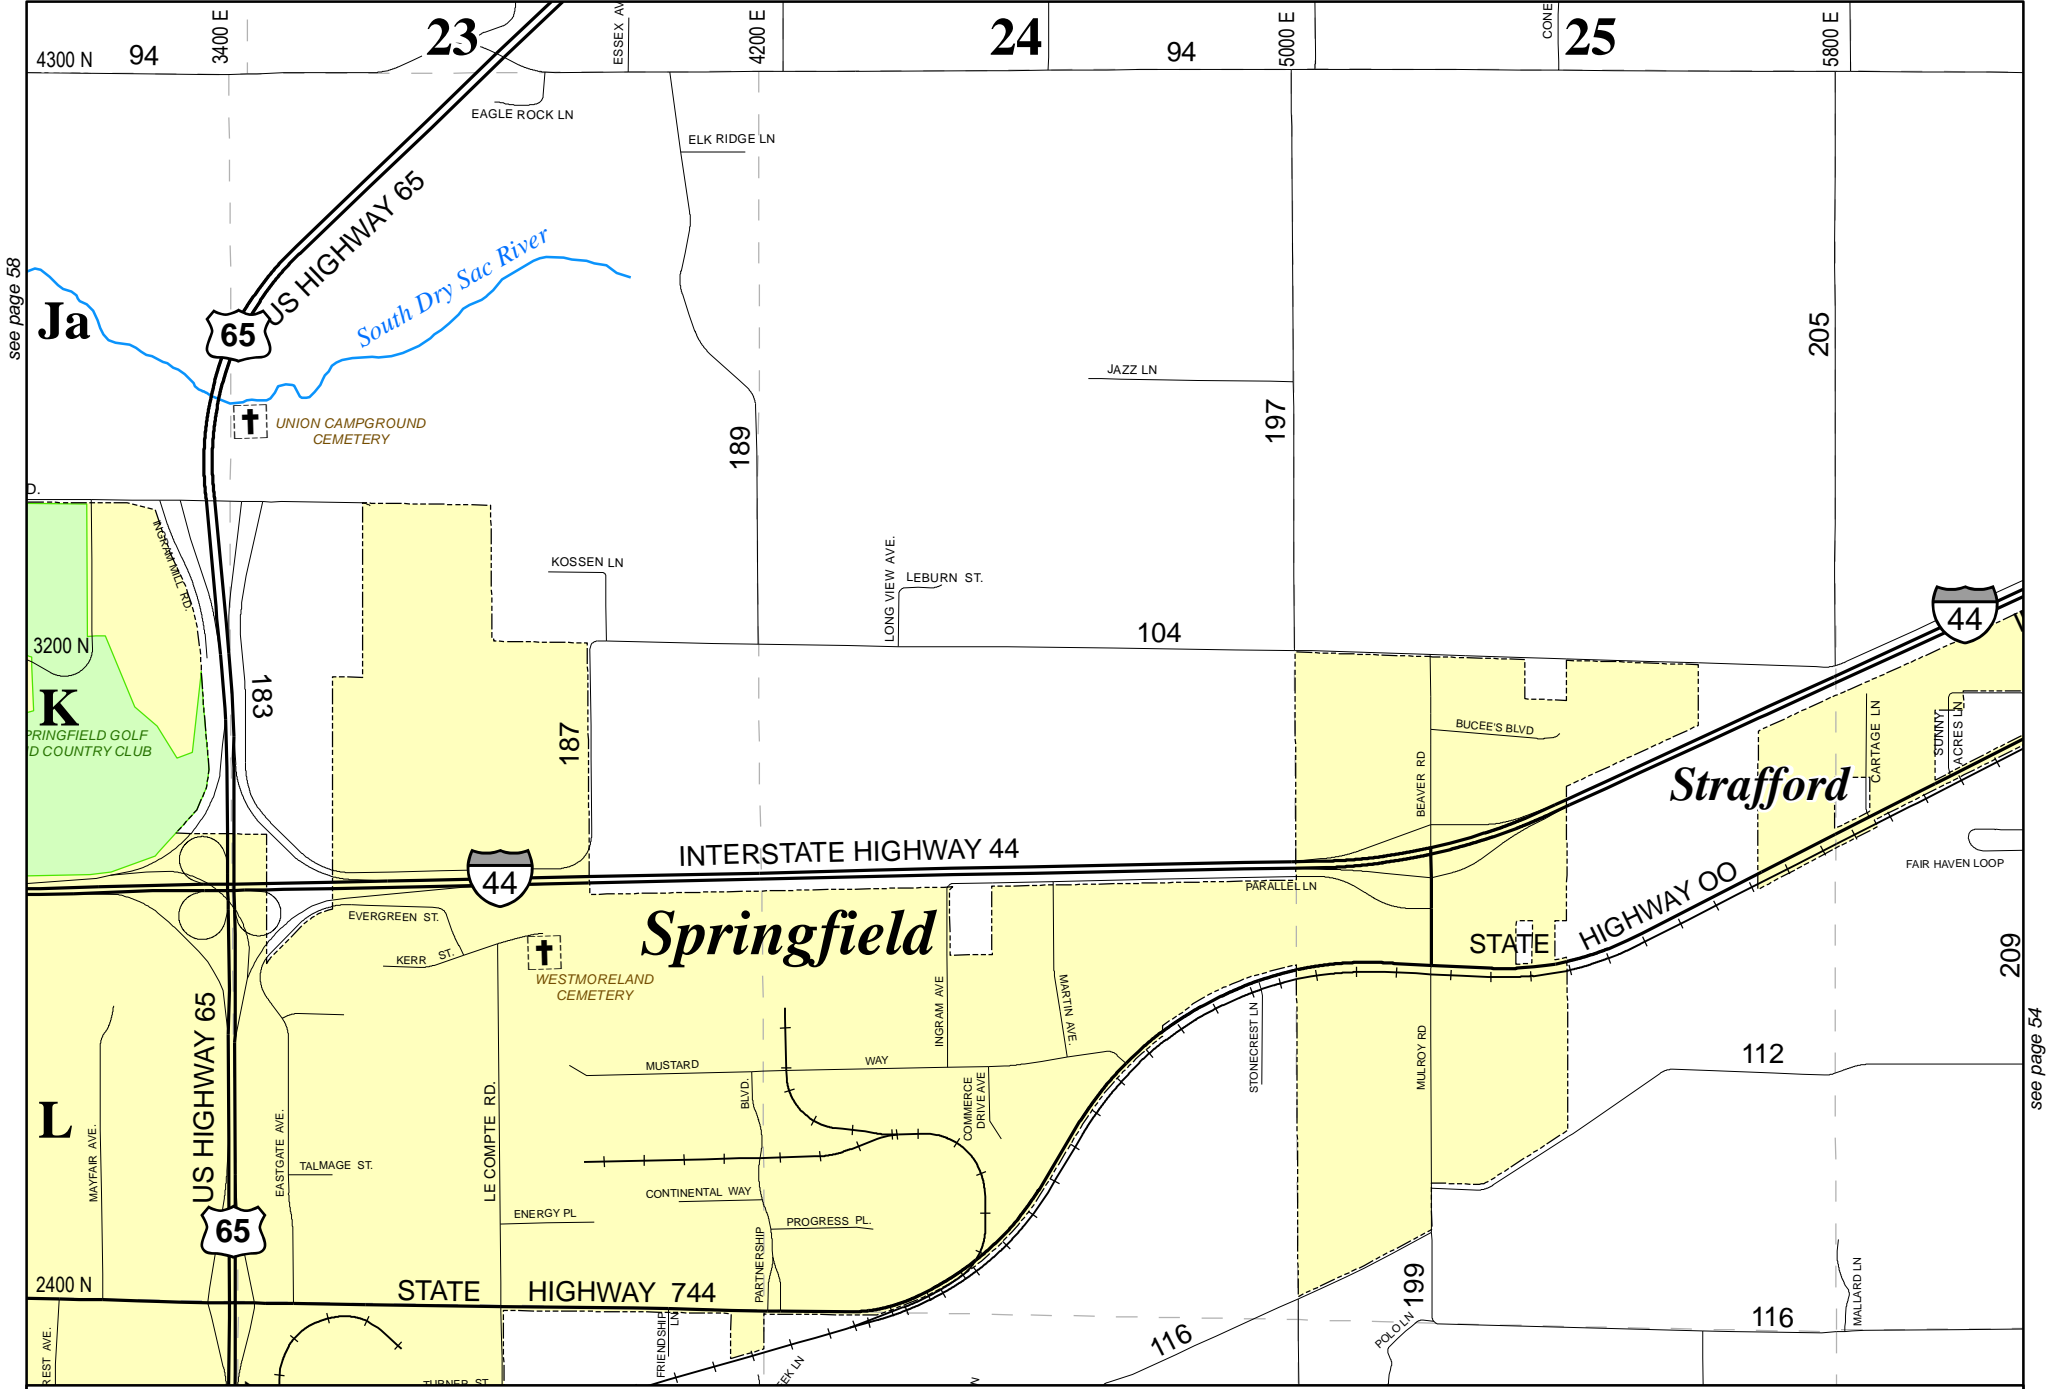 4300 N
94
3400 E
23
ESSEX AV
4200 E
24
94
5000 E
CONE
25
5800 E
EAGLE ROCK LN
ELK RIDGE LN
US HIGHWAY 65
South Dry Sac River
see page 58
Ja
65
205
JAZZ LN
UNION CAMPGROUND
CEMETERY
189
197
D.
INGRAM MILL RD.
KOSSEN LN
LONG VIEW AVE.
LEBURN ST.
104
44
3200 N
K
183
PRINGFIELD GOLF
D COUNTRY CLUB
187
BUCEE'S BLVD
BEAVER RD
CARTAGE LN
SUNNY
ACRES LN
Strafford
INTERSTATE HIGHWAY 44
44
PARALLEL LN
FAIR HAVEN LOOP
EVERGREEN ST.
Springfield
KERR ST.
STATE HIGHWAY OO
WESTMORELAND
CEMETERY
209
US HIGHWAY 65
INGRAM AVE
MARTIN AVE.
STONECREST LN
MULROY RD
112
see page 54
MUSTARD WAY
L
MAYFAIR AVE.
EASTGATE AVE.
LE COMPTE RD.
BLVD.
COMMERCE
DRIVE AVE
TALMAGE ST.
CONTINENTAL WAY
ENERGY PL
PROGRESS PL.
65
PARTNERSHIP
2400 N
STATE HIGHWAY 744
199
MALLARD LN
116
116
POLO LN
REST AVE.
FRIENDSHIP
LN
EK LN
N
TURNER ST